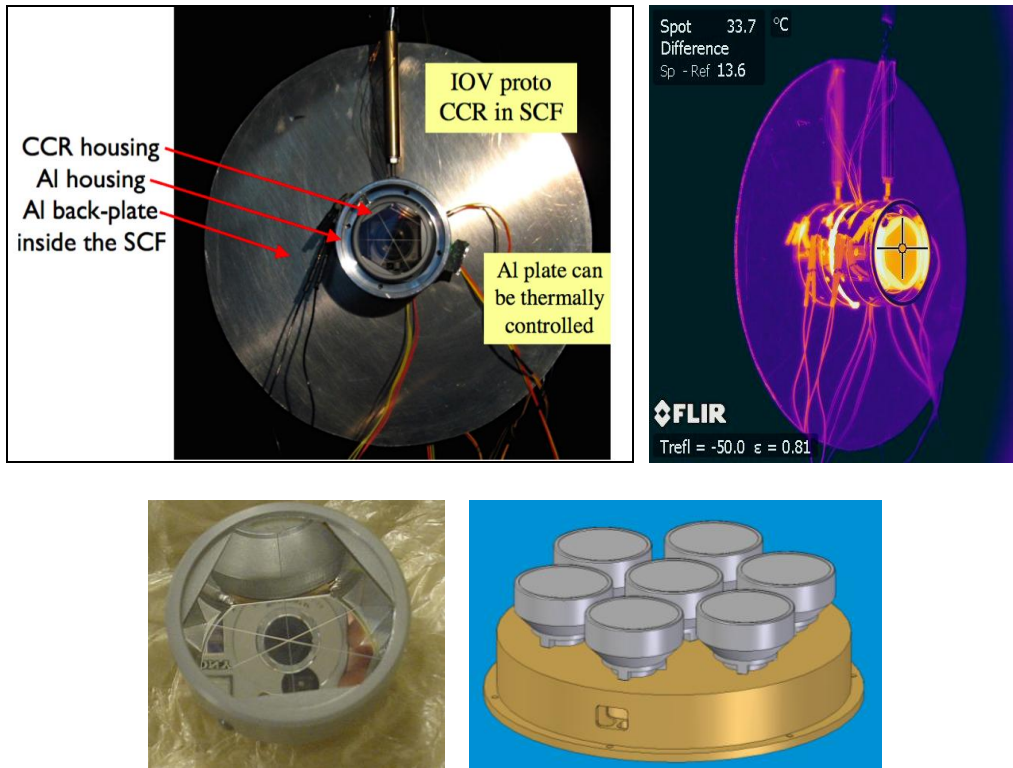 IOV proto
CCR in SCF
CCR housing
Al housing
Al back-plate
inside the SCF
Al plate can
be thermally
controlled
Spot 33.7 °C
Difference
Sp - Ref 13.6
FLIR
Trefl = -50.0 ε = 0.81